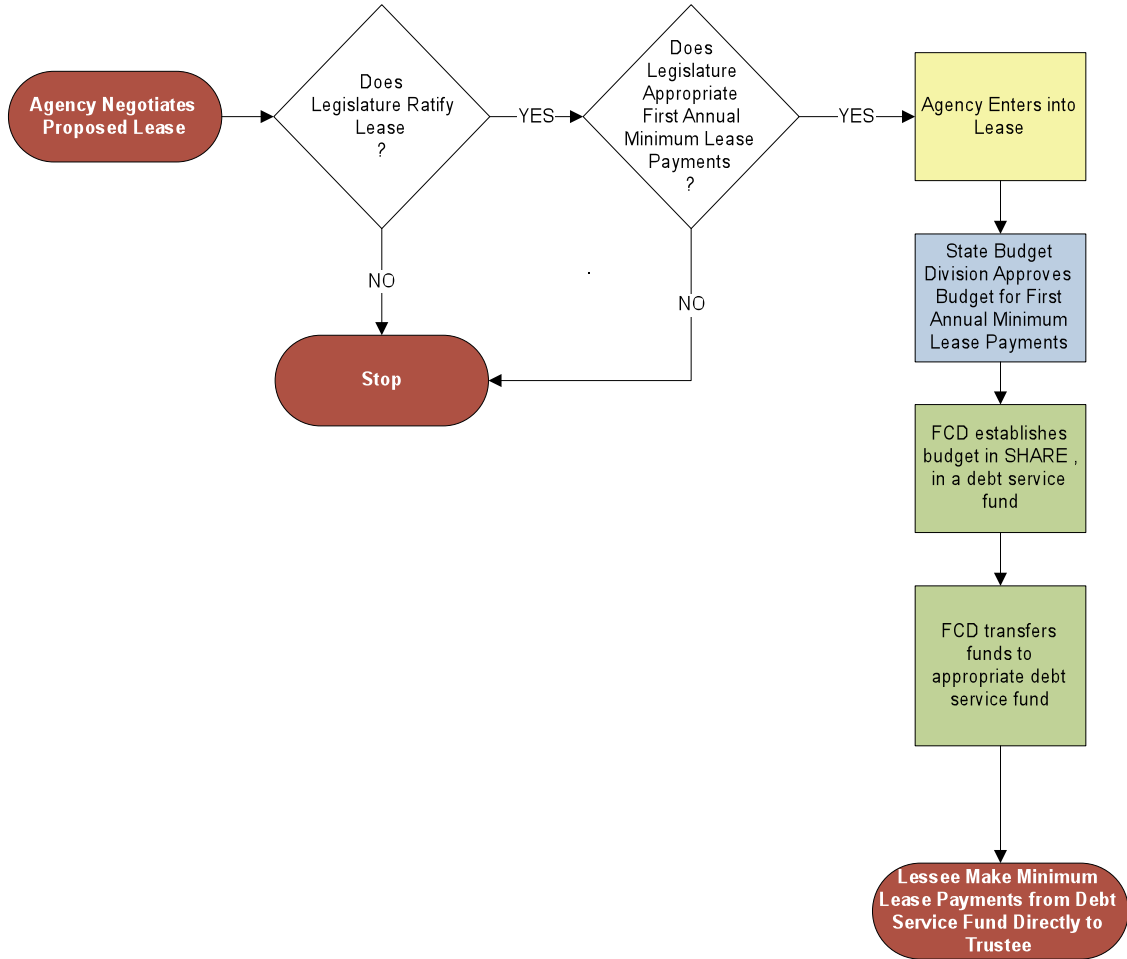 Agency Negotiates
Proposed Lease
Does
Legislature Ratify
Lease
?
YES
Does
Legislature
Appropriate
First Annual
Minimum Lease
Payments
?
YES
Agency Enters into
Lease
NO
NO
Stop
State Budget
Division Approves
Budget for First
Annual Minimum
Lease Payments
FCD establishes
budget in SHARE ,
in a debt service
fund
FCD transfers
funds to
appropriate debt
service fund
Lessee Make Minimum
Lease Payments from Debt
Service Fund Directly to
Trustee